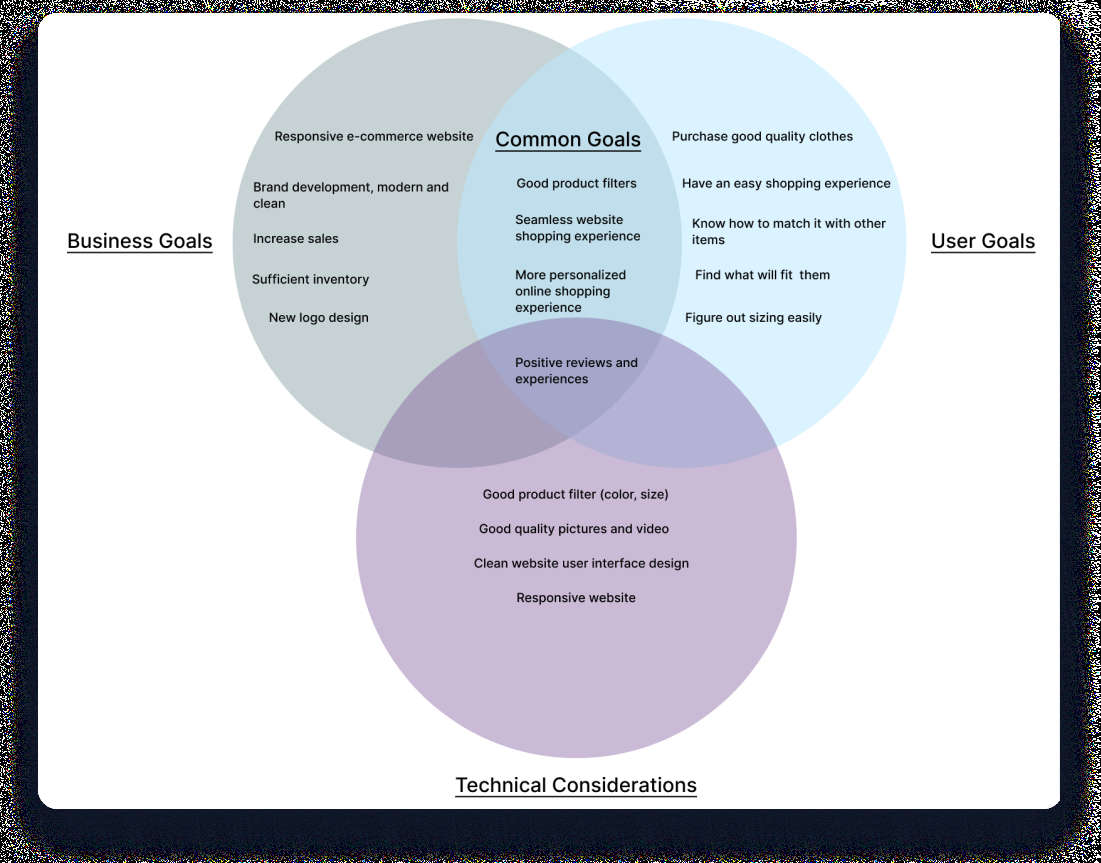 Business Goals
Responsive e-commerce website
Brand development, modern and
clean
Increase sales
Sufficient inventory
New logo design
Common Goals
Good product filters
Seamless website
shopping experience
More personalized
online shopping
experience
Positive reviews and
experiences
User Goals
Purchase good quality clothes
Have an easy shopping experience
Know how to match it with other
items
Find what will fit  them
Figure out sizing easily
Good product filter (color, size)
Good quality pictures and video
Clean website user interface design
Responsive website
Technical Considerations